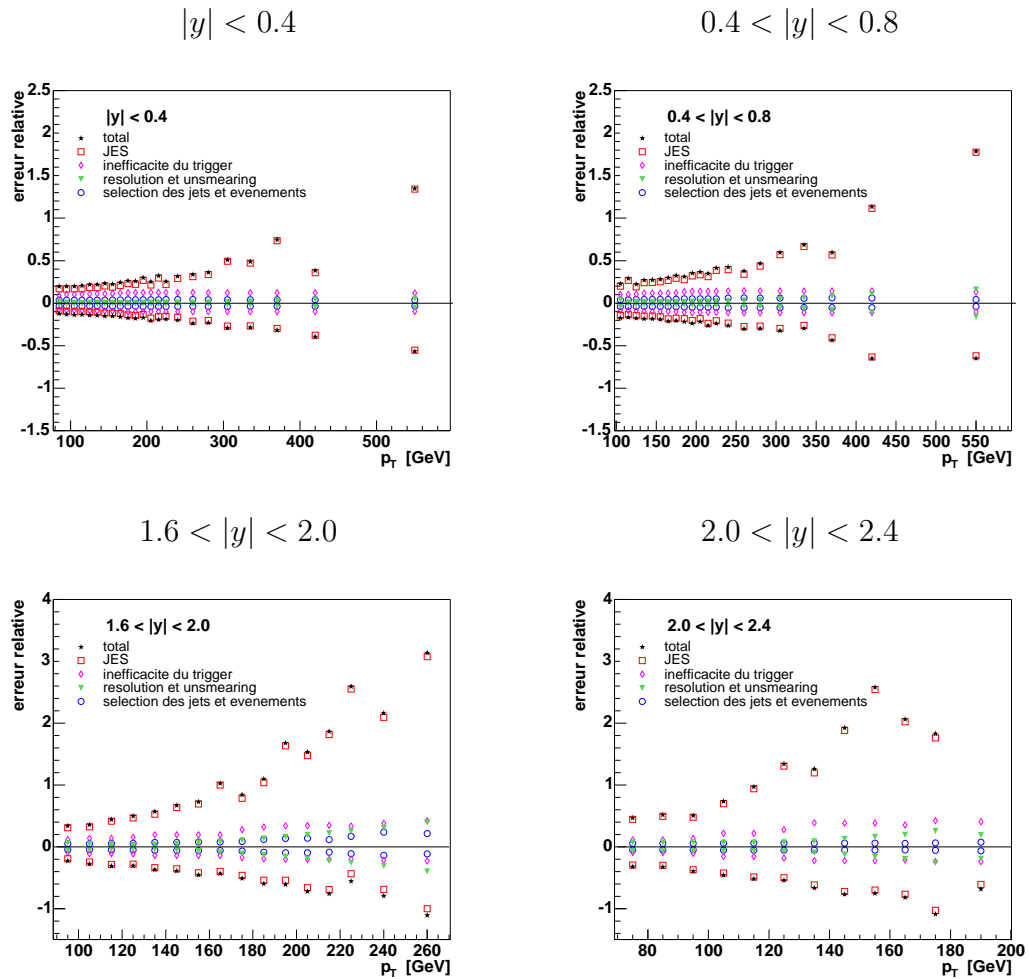 |y| < 0.4
0.4 < |y| < 0.8
erreur relative
2.5
2
1.5
1
0.5
0
-0.5
-1
-1.5
|y| < 0.4
total
JES
inefficacite du trigger
resolution et unsmearing
selection des jets et evenements
100 200 300 400 500
p_T [GeV]
erreur relative
2.5
2
1.5
1
0.5
0
-0.5
-1
-1.5
0.4 < |y| < 0.8
total
JES
inefficacite du trigger
resolution et unsmearing
selection des jets et evenements
100 150 200 250 300 350 400 450 500 550
p_T [GeV]
1.6 < |y| < 2.0
2.0 < |y| < 2.4
erreur relative
4
3
2
1
0
-1
1.6 < |y| < 2.0
total
JES
inefficacite du trigger
resolution et unsmearing
selection des jets et evenements
100 120 140 160 180 200 220 240 260
p_T [GeV]
erreur relative
4
3
2
1
0
-1
2.0 < |y| < 2.4
total
JES
inefficacite du trigger
resolution et unsmearing
selection des jets et evenements
80 100 120 140 160 180 200
p_T [GeV]